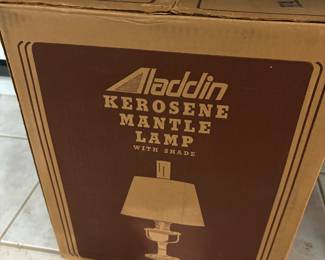 Aladdin
KEROSENE
MANTLE
LAMP
WITH SHADE